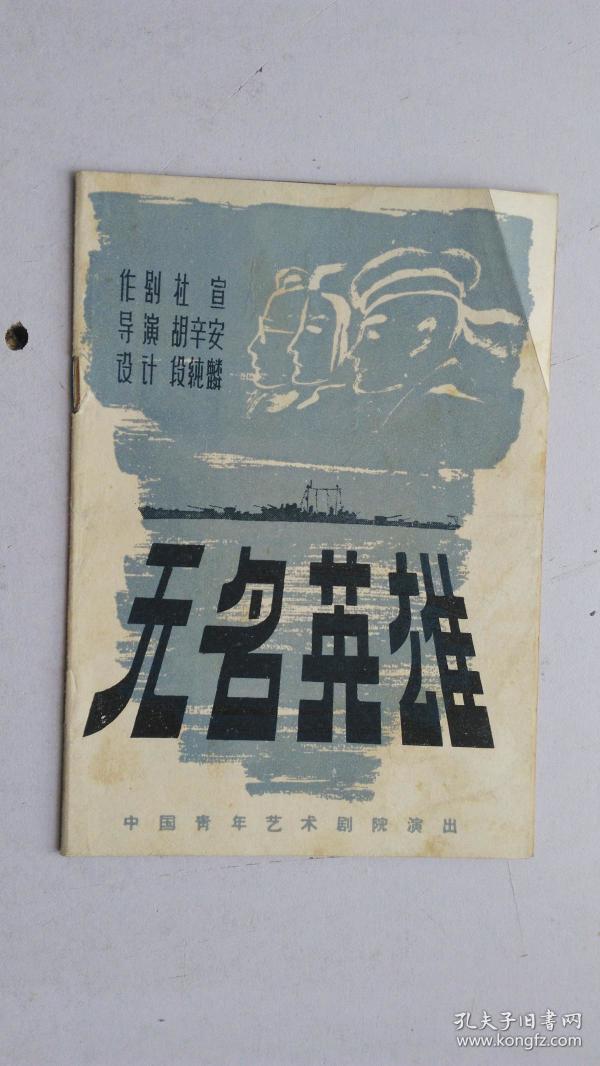 作剧 杜宣
导演 胡辛安
设计 段纯麟
无名英雄
中国青年艺术剧院演出
孔夫子旧书网
www.kongfz.com